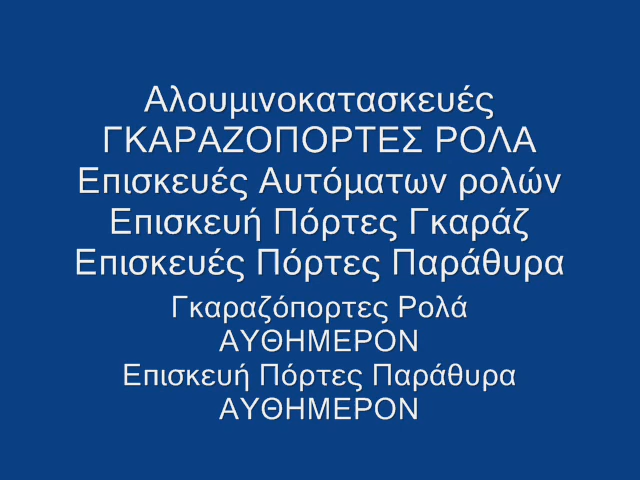 Αλουμινοκατασκευές
ΓΚΑΡΑΖΟΠΟΡΤΕΣ ΡΟΛΑ
Επισκευές Αυτόματων ρολών
Επισκευή Πόρτες Γκαράζ
Επισκευές Πόρτες Παράθυρα
Γκαραζόπορτες Ρολά
ΑΥΘΗΜΕΡΟΝ
Επισκευή Πόρτες Παράθυρα
ΑΥΘΗΜΕΡΟΝ